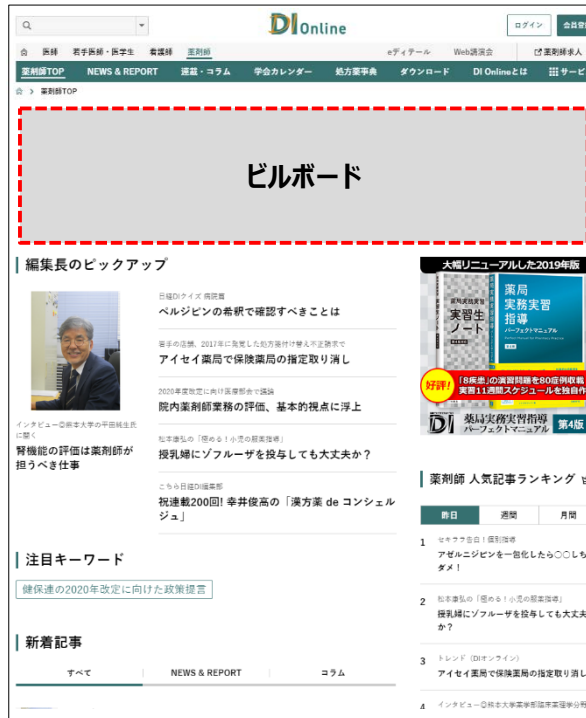 DI Online
ログイン
会員登
医師 若手医師・医学生 看護師 薬剤師
eディテール Web講演会 薬剤師求人
薬剤師TOP NEWS & REPORT 連載・コラム 学会カレンダー 処方薬事典 ダウンロード DI Onlineとは サービ
> 薬剤師TOP
ビルボード
編集長のピックアップ
インタビュー◎熊本大学の平田純生氏
に聞く
腎機能の評価は薬剤師が
担うべき仕事
日経DIクイズ 病院篇
ペルジピンの希釈で確認すべきことは
岩手の店舗、2017年に発覚した処方箋付け替え不正請求で
アイセイ薬局で保険薬局の指定取り消し
2020年度改定に向け医療部会で議論
院内薬剤師業務の評価、基本的視点に浮上
松本康弘の「極める!小児の服薬指導」
授乳婦にゾフルーザを投与しても大丈夫か?
こちら日経DI編集部
祝連載200回! 幸井俊高の「漢方薬 de コンシェル
ジュ」
注目キーワード
健保連の2020年改定に向けた政策提言
新着記事
すべて NEWS & REPORT コラム
大幅リニューアルした2019年版
薬局実務実習
実習生
ノート
薬局
実務実習
指導
パーフェクトマニュアル
好評!
「8疾患」の演習問題を80症例収載
実習11週間スケジュールを独自作
DI 薬局実務実習指導
パーフェクトマニュアル 第4版
薬剤師 人気記事ランキング
昨日 週間 月間
1 セキララ告白!個別指導
アゼルニジピンを一包化したら○○しち
ダメ!
2 松本康弘の「極める!小児の服薬指導」
授乳婦にゾフルーザを投与しても大丈夫
か?
3 トレンド(DIオンライン)
アイセイ薬局で保険薬局の指定取り消し
4 インタビュー◎熊本大学薬学部臨床薬理学分野